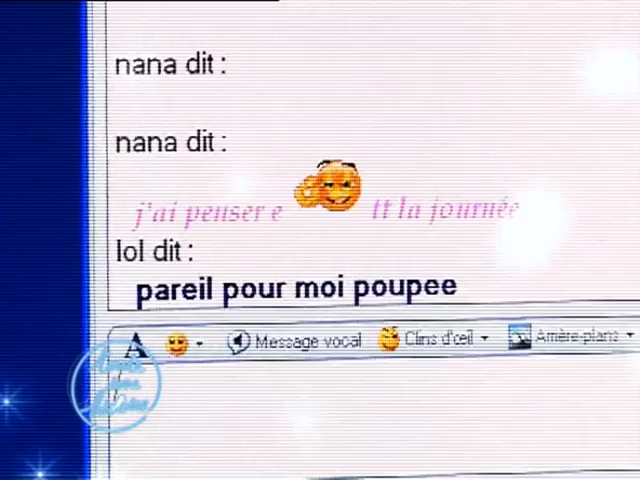 nana dit :
nana dit :
j'ai penser e tt la journée
lol dit :
pareil pour moi poupee
A Message vocal Clins d'œil Arrière-plans